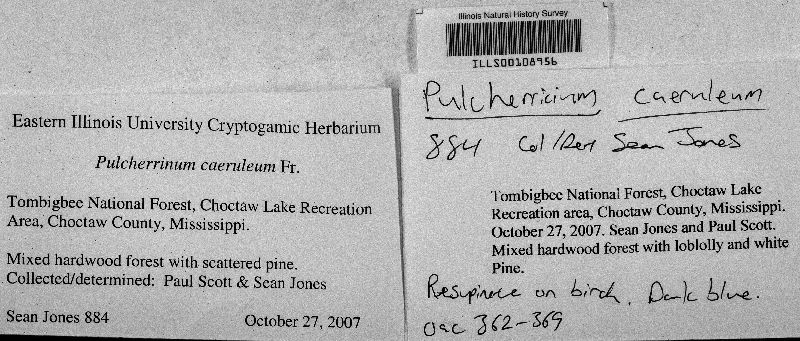 Illinois Natural History Survey
ILLS00108956
Eastern Illinois University Cryptogamic Herbarium
Pulcherrinum caeruleum Fr.
Tombigbee National Forest, Choctaw Lake Recreation
Area, Choctaw County, Mississippi.
Mixed hardwood forest with scattered pine.
Collected/determined: Paul Scott & Sean Jones
Sean Jones 884
October 27, 2007
Pulcherricium caeruleum
884 Col/Det Sean Jones
Tombigbee National Forest, Choctaw Lake
Recreation area, Choctaw County, Mississippi.
October 27, 2007. Sean Jones and Paul Scott.
Mixed hardwood forest with loblolly and white
Pine.
Resupinate on birch. Dark blue.
362-369